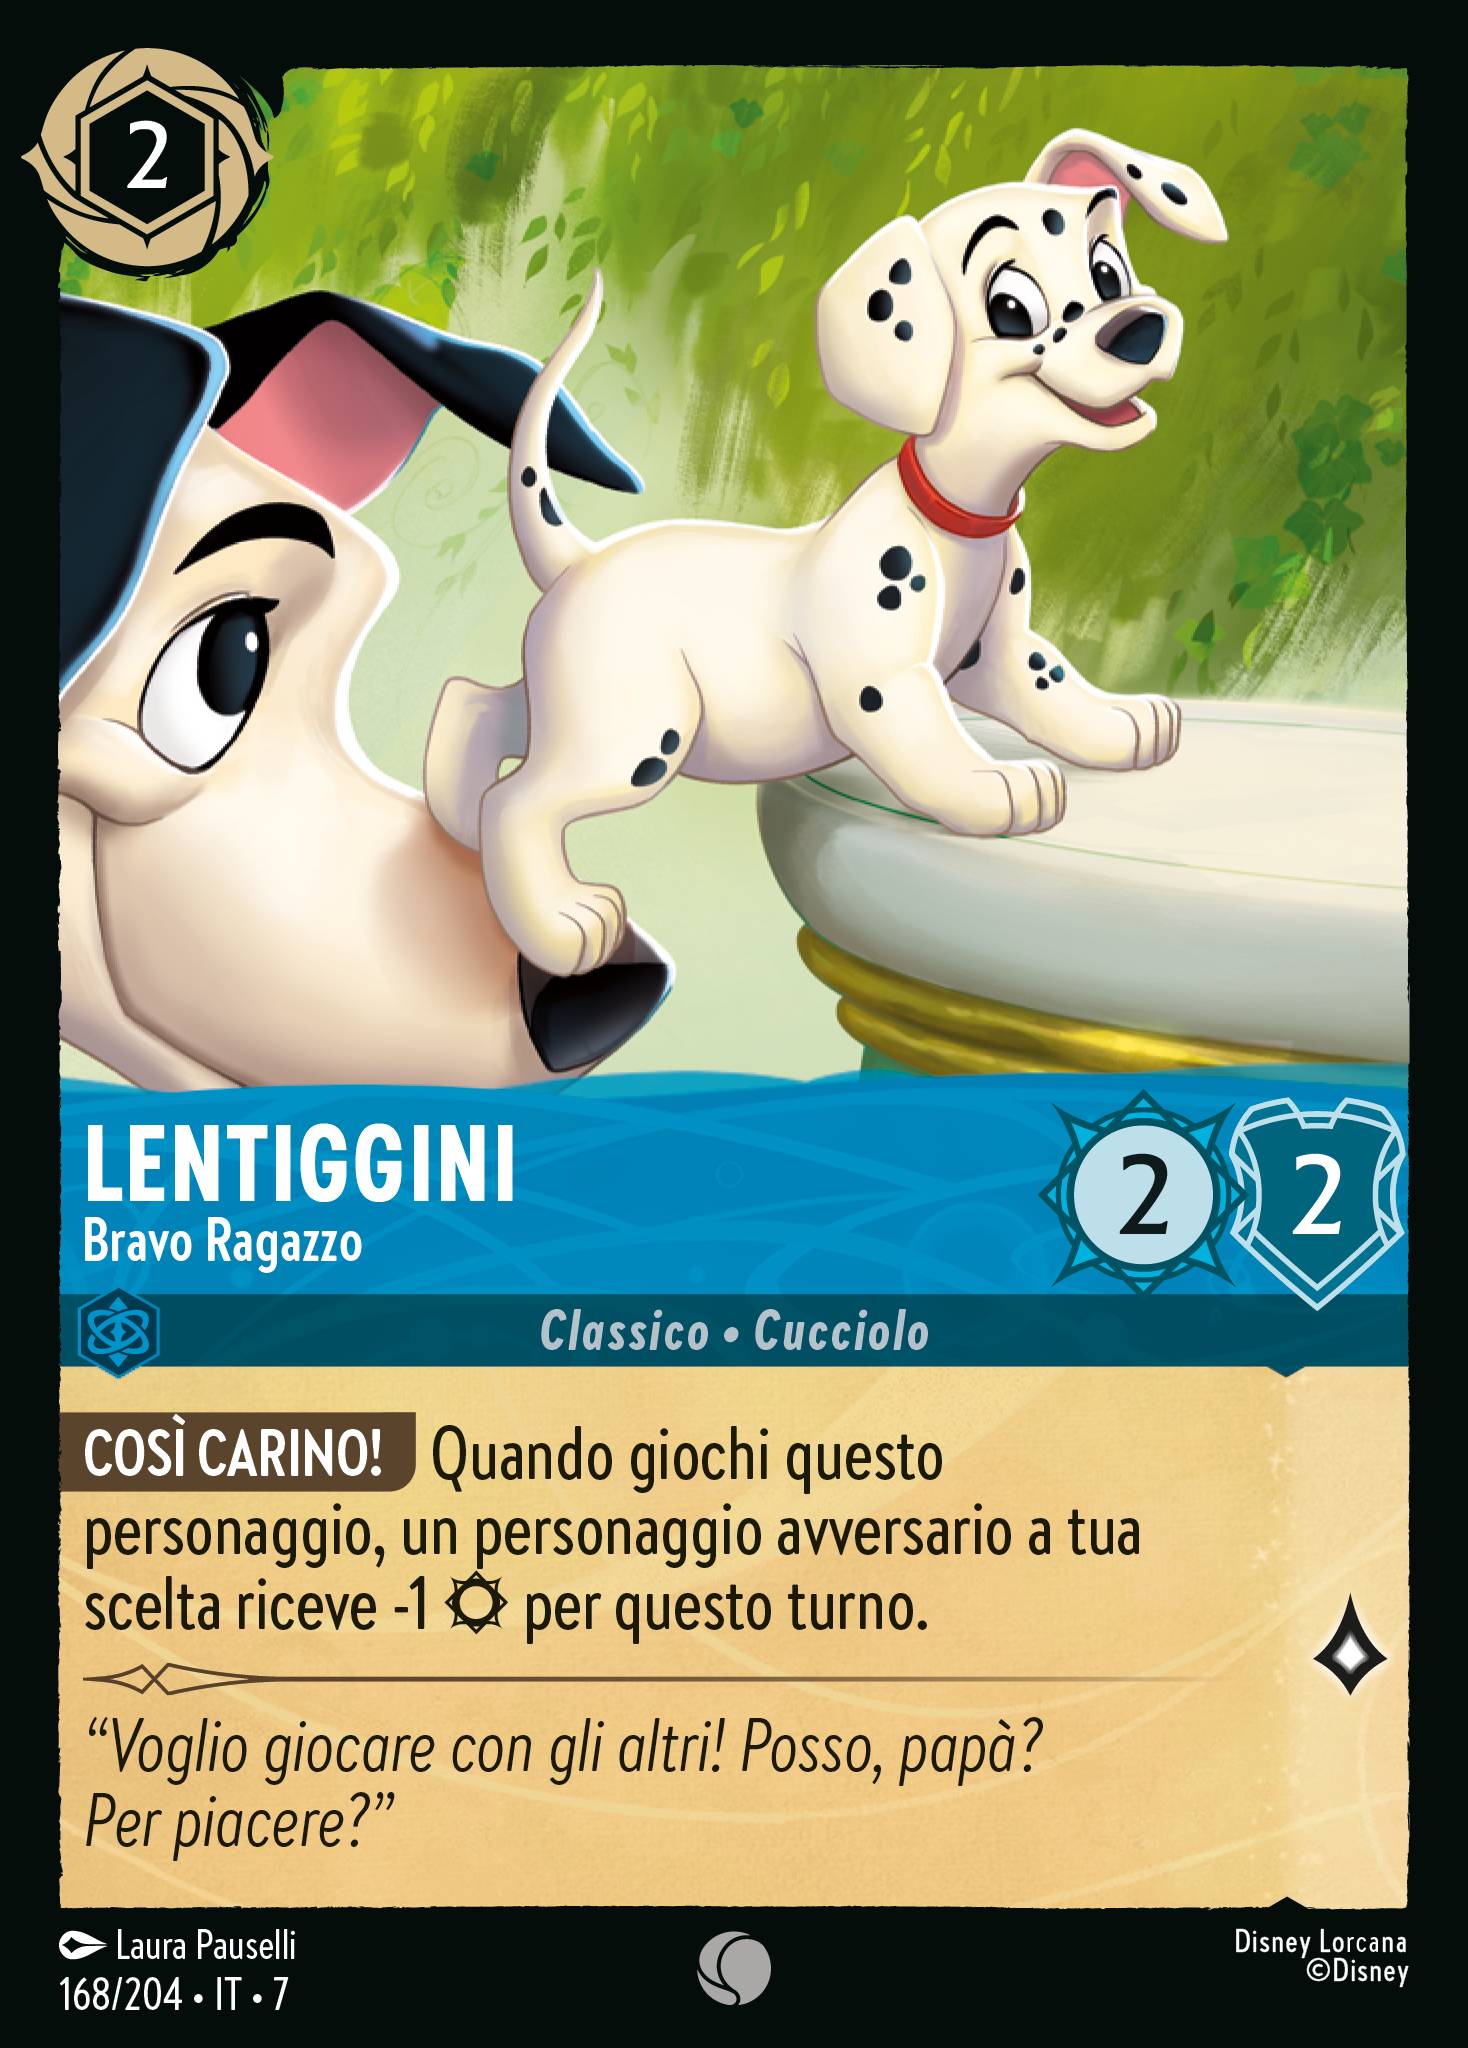 2
LENTIGGINI
Bravo Ragazzo
2 2
Classico • Cucciolo
COSÌ CARINO! Quando giochi questo
personaggio, un personaggio avversario a tua
scelta riceve -1 per questo turno.
“Voglio giocare con gli altri! Posso, papà?
Per piacere?”
Laura Pauselli
168/204 • IT • 7
Disney Lorcana
©Disney